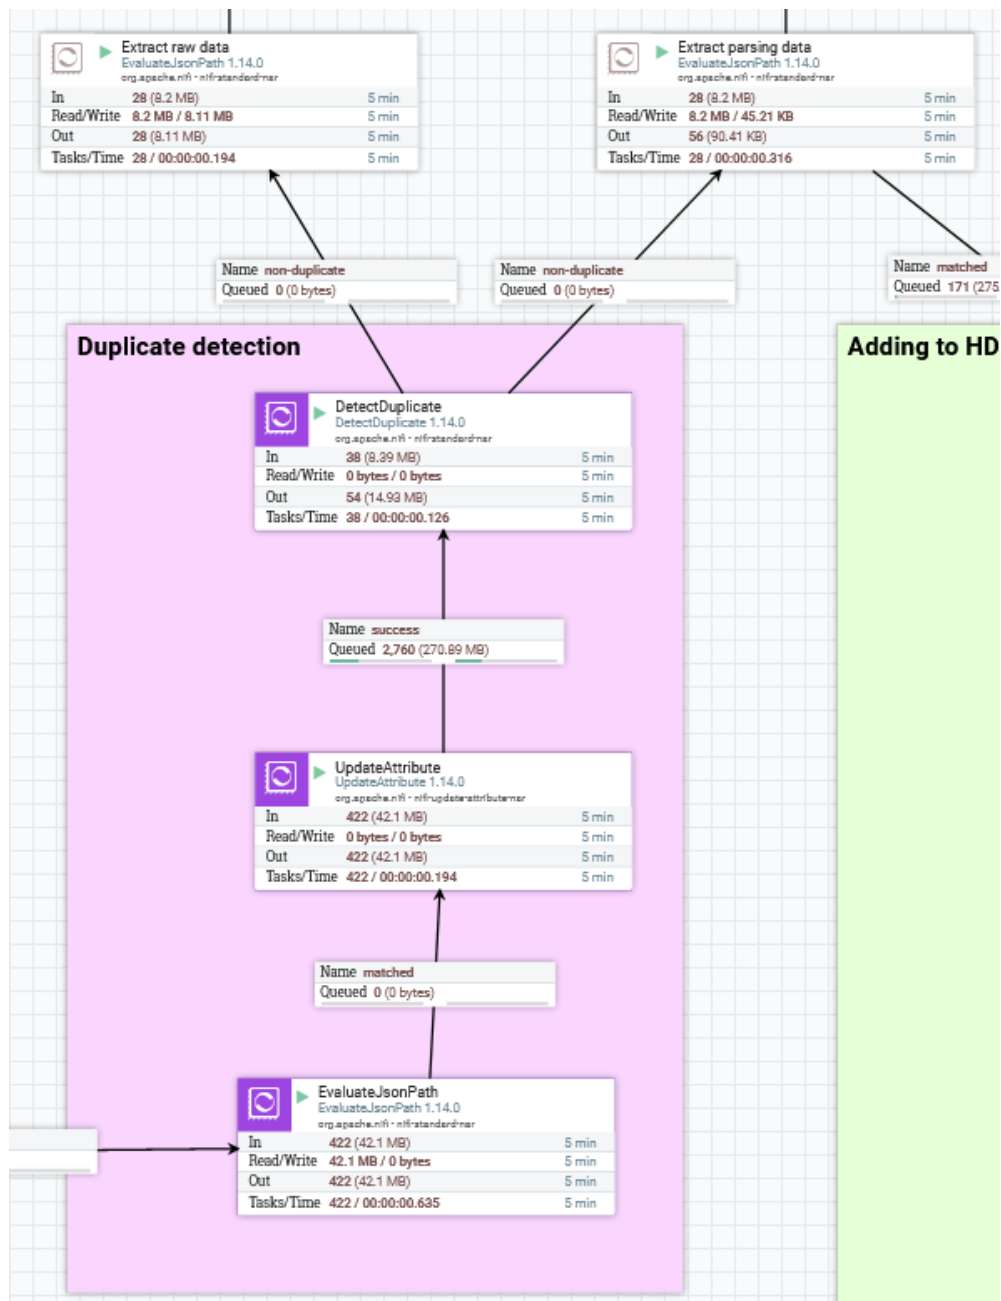 Extract raw data
EvaluateJsonPath 1.14.0
org.apache.nifi - nifi-standard-nar
In 28 (8.2 MB) 5 min
Read/Write 8.2 MB / 8.11 MB
Out 28 (8.11 MB) 5 min
Tasks/Time 28 / 00:00:00.194 5 min
Extract parsing data
EvaluateJsonPath 1.14.0
org.apache.nifi - nifi-standard-nar
In 28 (8.2 MB) 5 min
Read/Write 8.2 MB / 45.21 KB 5 min
Out 56 (90.41 KB) 5 min
Tasks/Time 28 / 00:00:00.316 5 min
Name non-duplicate
Queued 0 (0 bytes)
Name non-duplicate
Queued 0 (0 bytes)
Name matched
Queued 171 (275
Duplicate detection
Adding to HD
DetectDuplicate
DetectDuplicate 1.14.0
org.apache.nifi - nifi-standard-nar
In 38 (8.39 MB) 5 min
Read/Write 0 bytes / 0 bytes 5 min
Out 54 (14.93 MB) 5 min
Tasks/Time 38 / 00:00:00.126 5 min
Name success
Queued 2,760 (270.89 MB)
UpdateAttribute
UpdateAttribute 1.14.0
org.apache.nifi - nifi-update-attribute-nar
In 422 (42.1 MB) 5 min
Read/Write 0 bytes / 0 bytes 5 min
Out 422 (42.1 MB) 5 min
Tasks/Time 422 / 00:00:00.194 5 min
Name matched
Queued 0 (0 bytes)
EvaluateJsonPath
EvaluateJsonPath 1.14.0
org.apache.nifi - nifi-standard-nar
In 422 (42.1 MB) 5 min
Read/Write 42.1 MB / 0 bytes 5 min
Out 422 (42.1 MB) 5 min
Tasks/Time 422 / 00:00:00.635 5 min